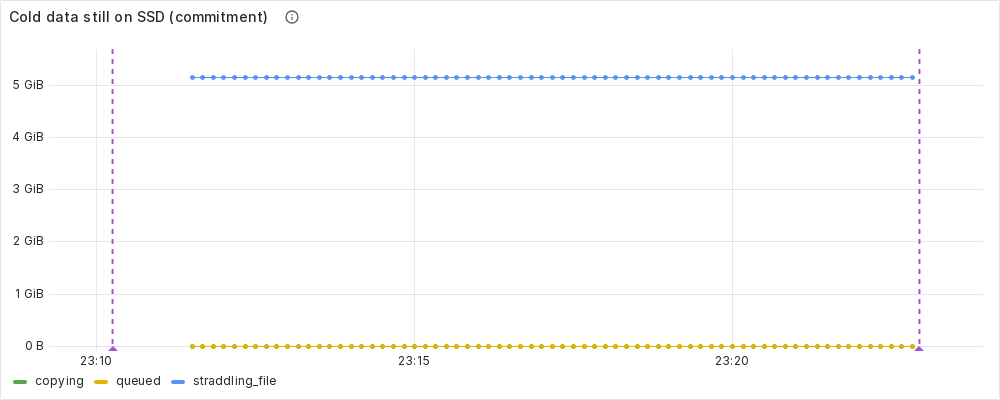 Cold data still on SSD (commitment)
5 GiB
4 GiB
3 GiB
2 GiB
1 GiB
0 B
23:10 23:15 23:20
copying queued straddling_file